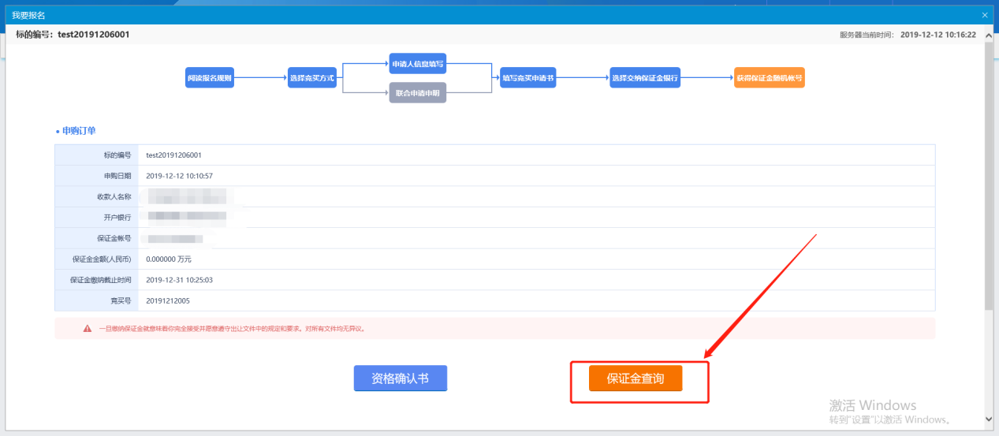 我要报名
标的编号：test20191206001
服务器当前时间： 2019-12-12 10:16:22
阅读报名规则
选择竞买方式
申请人信息填写
联合申请申明
填写竞买申请书
选择交纳保证金银行
获得保证金随机帐号
申购订单
标的编号 test20191206001
申购日期 2019-12-12 10:10:57
收款人名称
开户银行
保证金帐号
保证金金额(人民币) 0.000000 万元
保证金缴纳截止时间 2019-12-31 10:25:03
竞买号 20191212005
一旦缴纳保证金就意味着你完全接受并愿意遵守出让文件中的规定和要求。对所有文件均无异议。
资格确认书
保证金查询
激活 Windows
转到"设置"以激活 Windows。